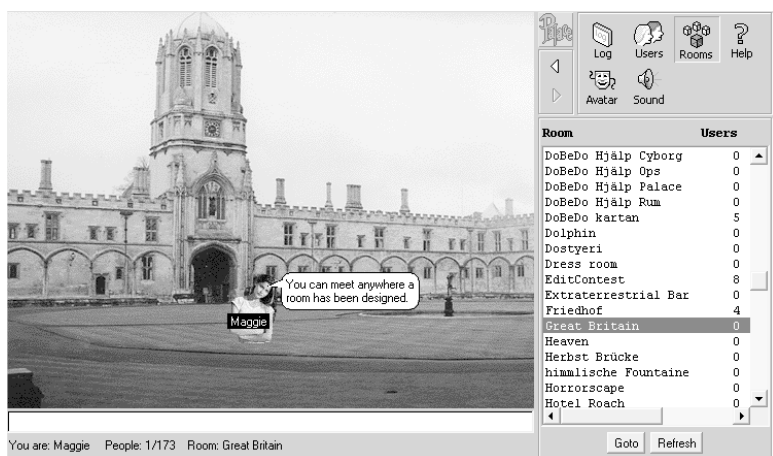 Palace
Log
Users
Rooms
Help
Avatar
Sound
Room Users
DoBeDo Hjälp Cyborg 0
DoBeDo Hjälp Ops 0
DoBeDo Hjälp Palace 0
DoBeDo Hjälp Rum 0
DoBeDo kartan 5
Dolphin 0
Dostyeri 0
Dress room 0
EditContest 8
Extraterrestrial Bar 0
Friedhof 4
Great Britain 0
Heaven 0
Herbst Brücke 0
himmlische Fountaine 0
Horrorscape 0
Hotel Roach 0
Goto Refresh
You can meet anywhere a
room has been designed.
Maggie
You are: Maggie People: 1/173 Room: Great Britain